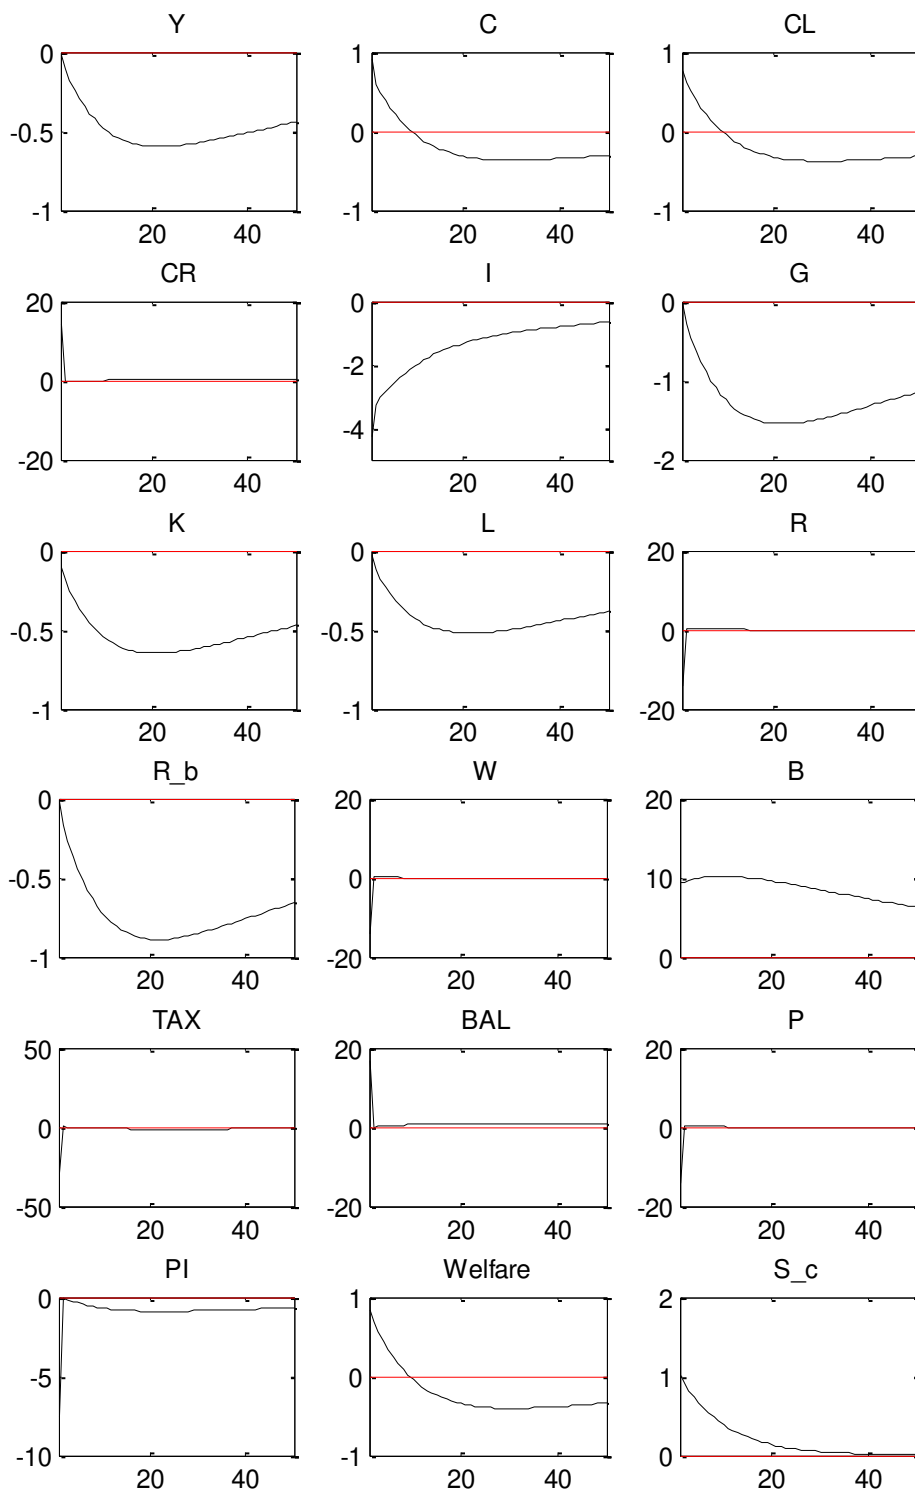 Y C CL
0 1 1
-0.5 0 0
-1 -1 -1
20 40 20 40 20 40
CR I G
20 0 0
0 -2 -1
-20 -4 -2
20 40 20 40 20 40
K L R
0 0 20
-0.5 -0.5 0
-1 -1 -20
20 40 20 40 20 40
R_b W B
0 20 20
-0.5 0 10
-1 -20 0
20 40 20 40 20 40
TAX BAL P
50 20 20
0 0 0
-50 -20 -20
20 40 20 40 20 40
PI Welfare S_c
0 1 2
-5 0 1
-10 -1 0
20 40 20 40 20 40